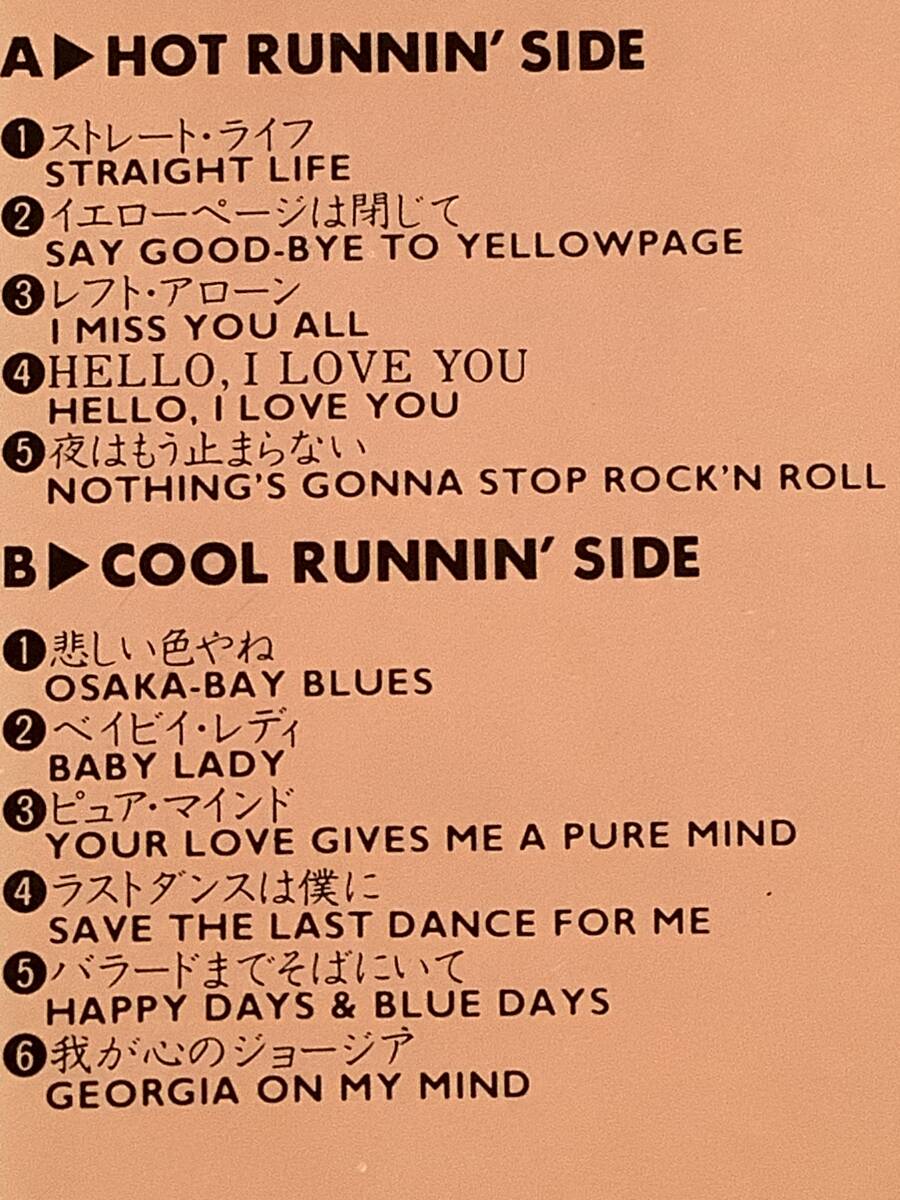 A▶HOT RUNNIN' SIDE
❶ストレート・ライフ
STRAIGHT LIFE
❷イエローページは閉じて
SAY GOOD-BYE TO YELLOWPAGE
❸レフト・アローン
I MISS YOU ALL
❹HELLO, I LOVE YOU
HELLO, I LOVE YOU
❺夜はもう止まらない
NOTHING'S GONNA STOP ROCK'N ROLL
B▶COOL RUNNIN' SIDE
❶悲しい色やね
OSAKA-BAY BLUES
❷ベイビイ・レディ
BABY LADY
❸ピュア・マインド
YOUR LOVE GIVES ME A PURE MIND
❹ラストダンスは僕に
SAVE THE LAST DANCE FOR ME
❺バラードまでそばにいて
HAPPY DAYS & BLUE DAYS
❻我が心のジョージア
GEORGIA ON MY MIND